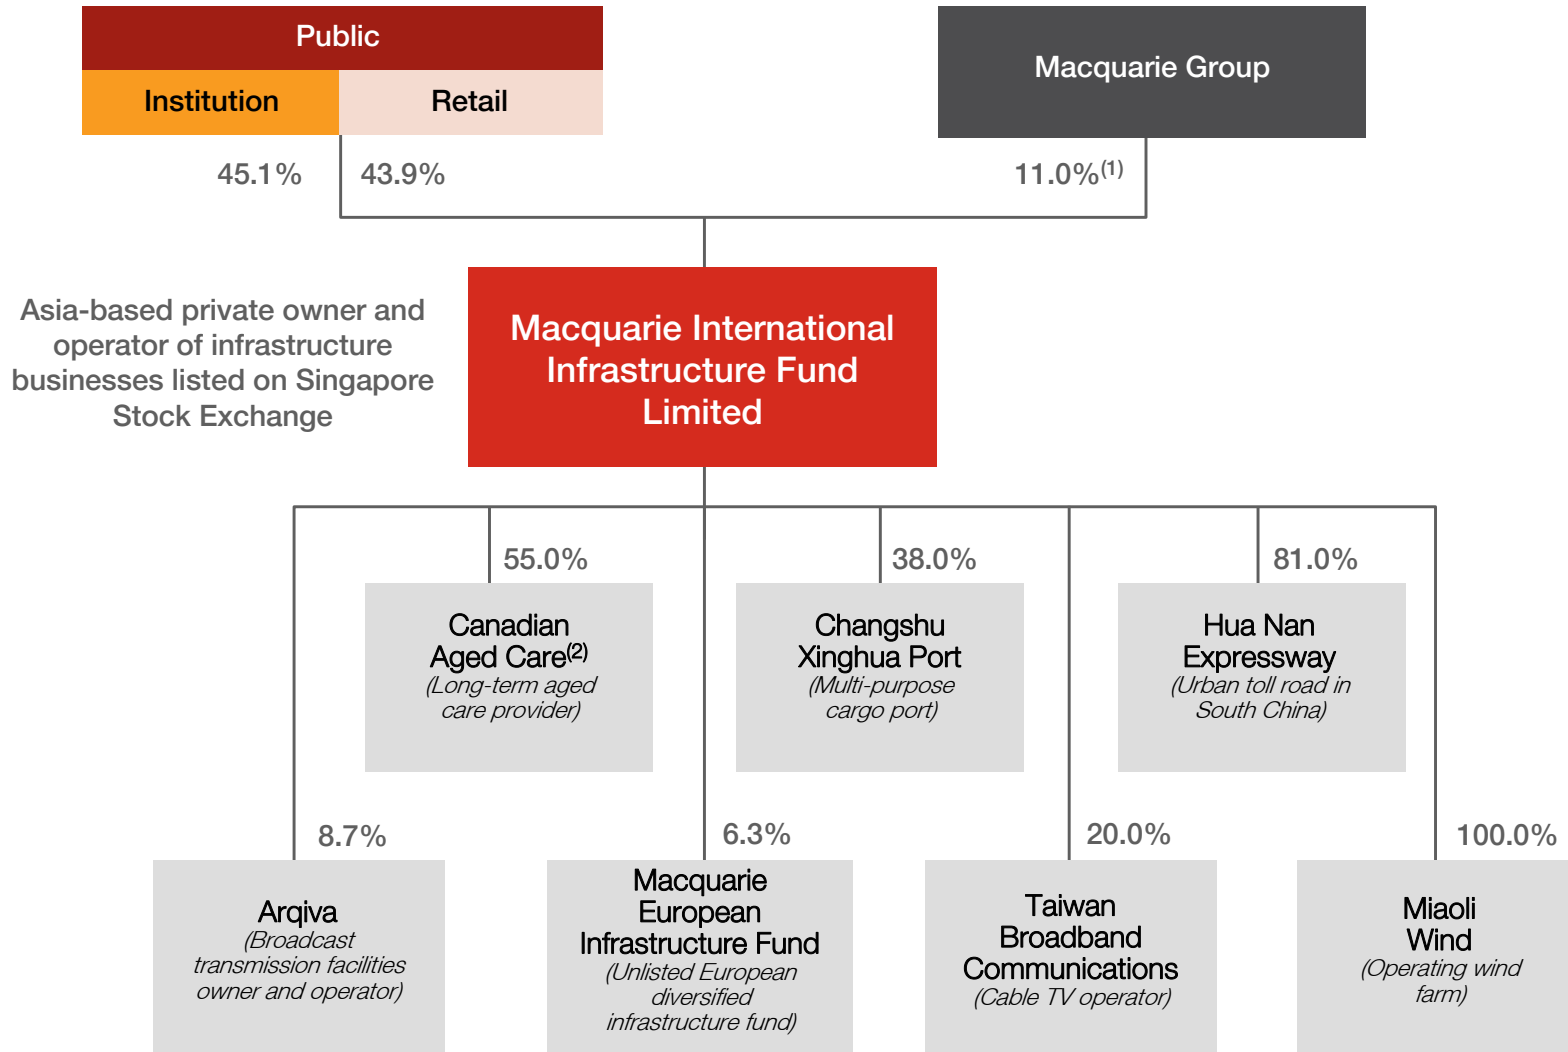 Public
Macquarie Group
Institution
Retail
45.1%
43.9%
11.0%(1)
Asia-based private owner and
operator of infrastructure
businesses listed on Singapore
Stock Exchange
Macquarie International
Infrastructure Fund
Limited
55.0%
38.0%
81.0%
Canadian
Aged Care(2)
(Long-term aged
care provider)
Changshu
Xinghua Port
(Multi-purpose
cargo port)
Hua Nan
Expressway
(Urban toll road in
South China)
8.7%
6.3%
20.0%
100.0%
Arqiva
(Broadcast
transmission facilities
owner and operator)
Macquarie
European
Infrastructure Fund
(Unlisted European
diversified
infrastructure fund)
Taiwan
Broadband
Communications
(Cable TV operator)
Miaoli
Wind
(Operating wind
farm)